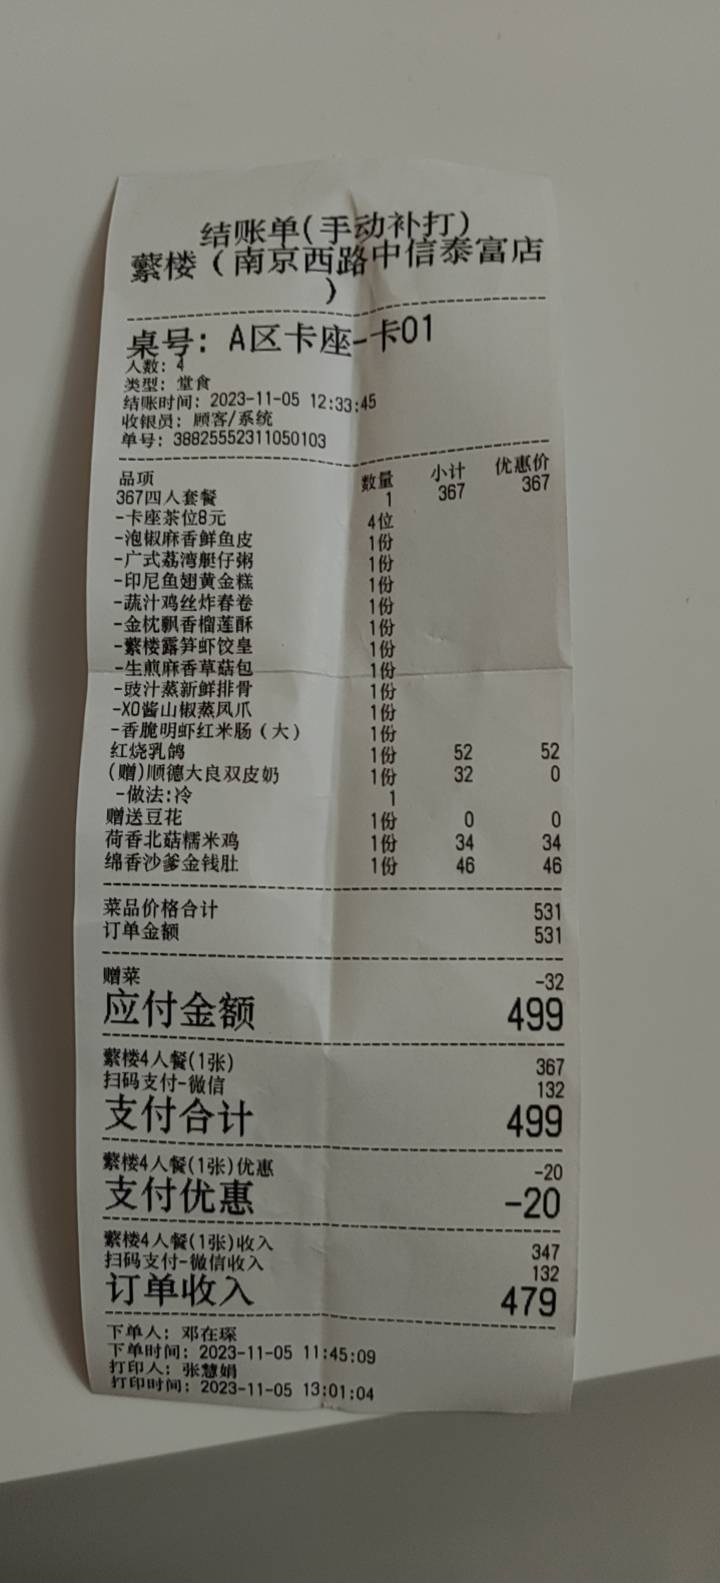 结账单(手动补打)
蘩楼（南京西路中信泰富店
）
桌号: A区卡座-卡01
人数: 4
类型: 堂食
结账时间: 2023-11-05 12:33:45
收银员: 顾客/系统
单号: 38825552311050103
品项 数量 小计 优惠价
367四人套餐 1 367 367
-卡座茶位8元 4位
-泡椒麻香鲜鱼皮 1份
-广式荔湾艇仔粥 1份
-印尼鱼翅黄金糕 1份
-蔬汁鸡丝炸春卷 1份
-金枕飘香榴莲酥 1份
-蘩楼露笋虾饺皇 1份
-生煎麻香草菇包 1份
-豉汁蒸新鲜排骨 1份
-XO酱山椒蒸凤爪 1份
-香脆明虾红米肠（大） 1份
红烧乳鸽 1份 52 52
(赠)顺德大良双皮奶 1份 32 0
-做法:冷 1
赠送豆花 1份 0 0
荷香北菇糯米鸡 1份 34 34
绵香沙爹金钱肚 1份 46 46
菜品价格合计 531
订单金额 531
赠菜 -32
应付金额 499
蘩楼4人餐(1张) 367
扫码支付-微信 132
支付合计 499
蘩楼4人餐(1张)优惠 -20
支付优惠 -20
蘩楼4人餐(1张)收入 347
扫码支付-微信收入 132
订单收入 479
下单人: 邓在琛
下单时间: 2023-11-05 11:45:09
打印人: 张慧娟
打印时间: 2023-11-05 13:01:04